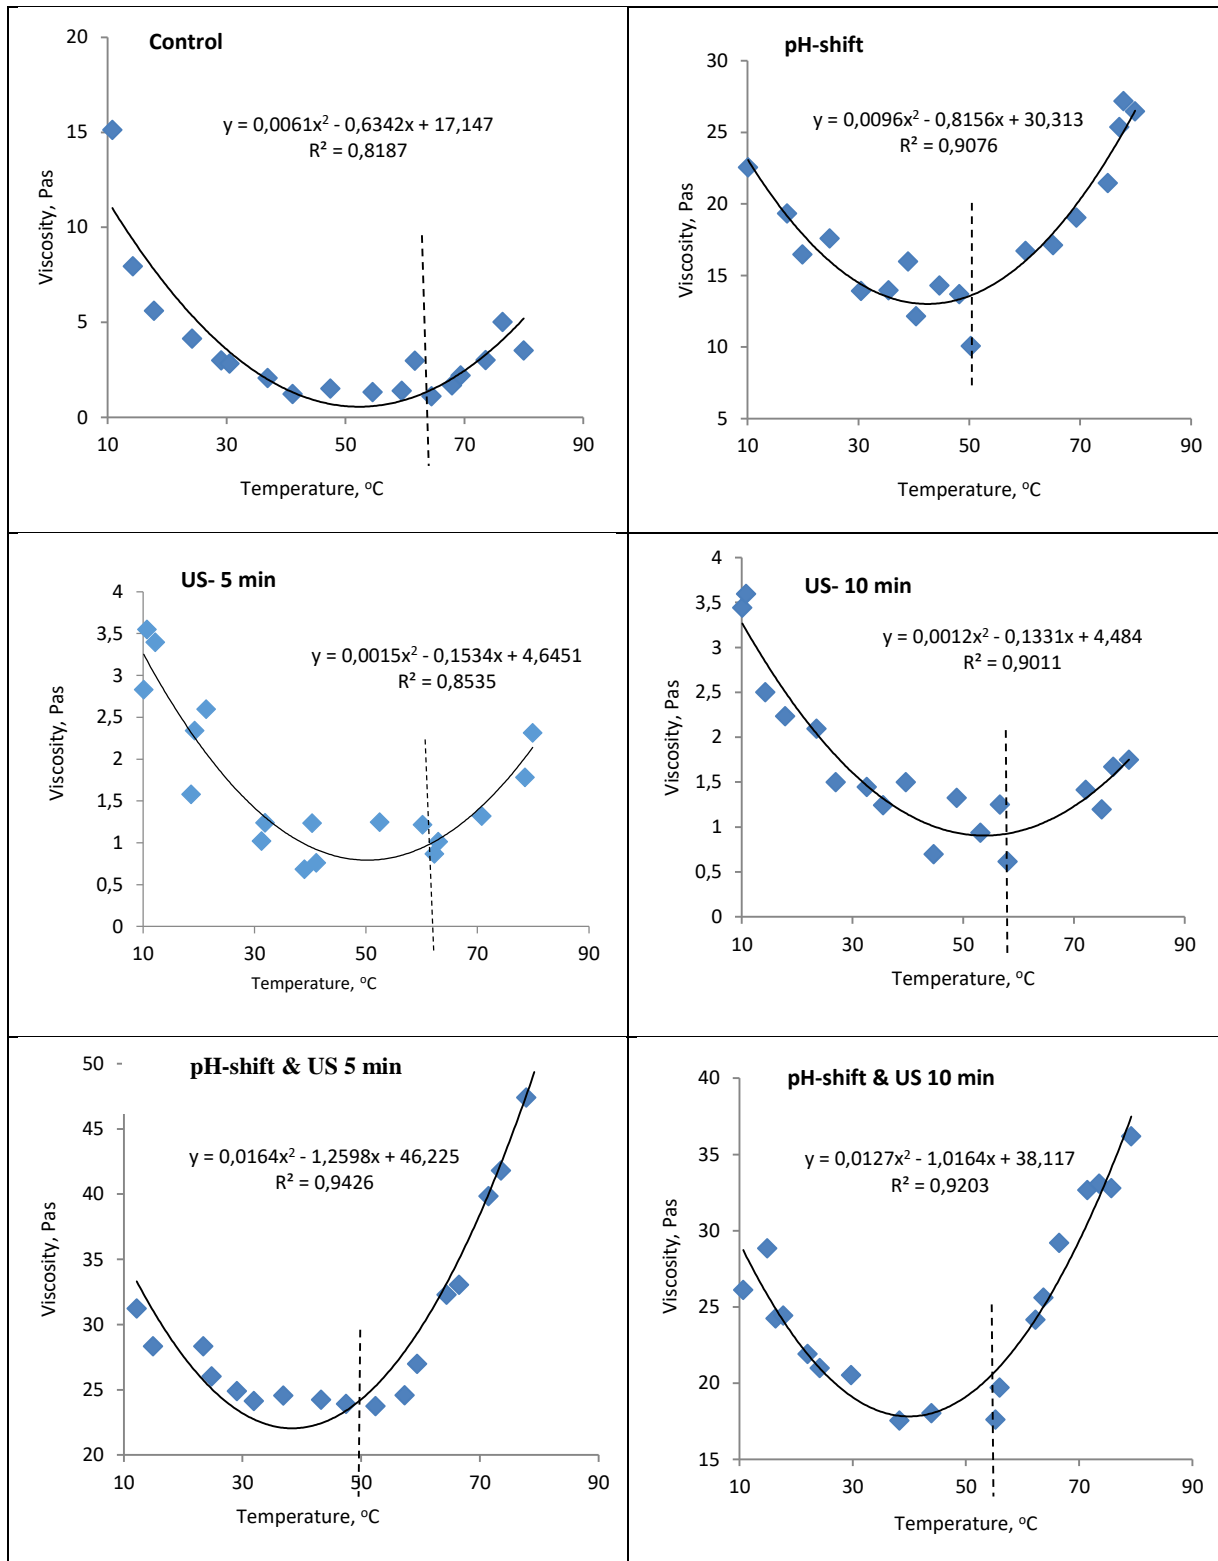 Control
y = 0,0061x² - 0,6342x + 17,147
R² = 0,8187
Viscosity, Pas
20
15
10
5
0
10 30 50 70 90
Temperature, ᵒC
pH-shift
y = 0,0096x² - 0,8156x + 30,313
R² = 0,9076
Viscosity, Pas
30
25
20
15
10
5
10 30 50 70 90
Temperature, ᵒC
US- 5 min
y = 0,0015x² - 0,1534x + 4,6451
R² = 0,8535
Viscosity, Pas
4
3,5
3
2,5
2
1,5
1
0,5
0
10 30 50 70 90
Temperature, ᵒC
US- 10 min
y = 0,0012x² - 0,1331x + 4,484
R² = 0,9011
Viscosity, Pas
4
3,5
3
2,5
2
1,5
1
0,5
0
10 30 50 70 90
Temperature, ᵒC
pH-shift & US 5 min
y = 0,0164x² - 1,2598x + 46,225
R² = 0,9426
Viscosity, Pas
50
45
40
35
30
25
20
10 30 50 70 90
Temperature, ᵒC
pH-shift & US 10 min
y = 0,0127x² - 1,0164x + 38,117
R² = 0,9203
Viscosity, Pas
40
35
30
25
20
15
10 30 50 70 90
Temperature, ᵒC